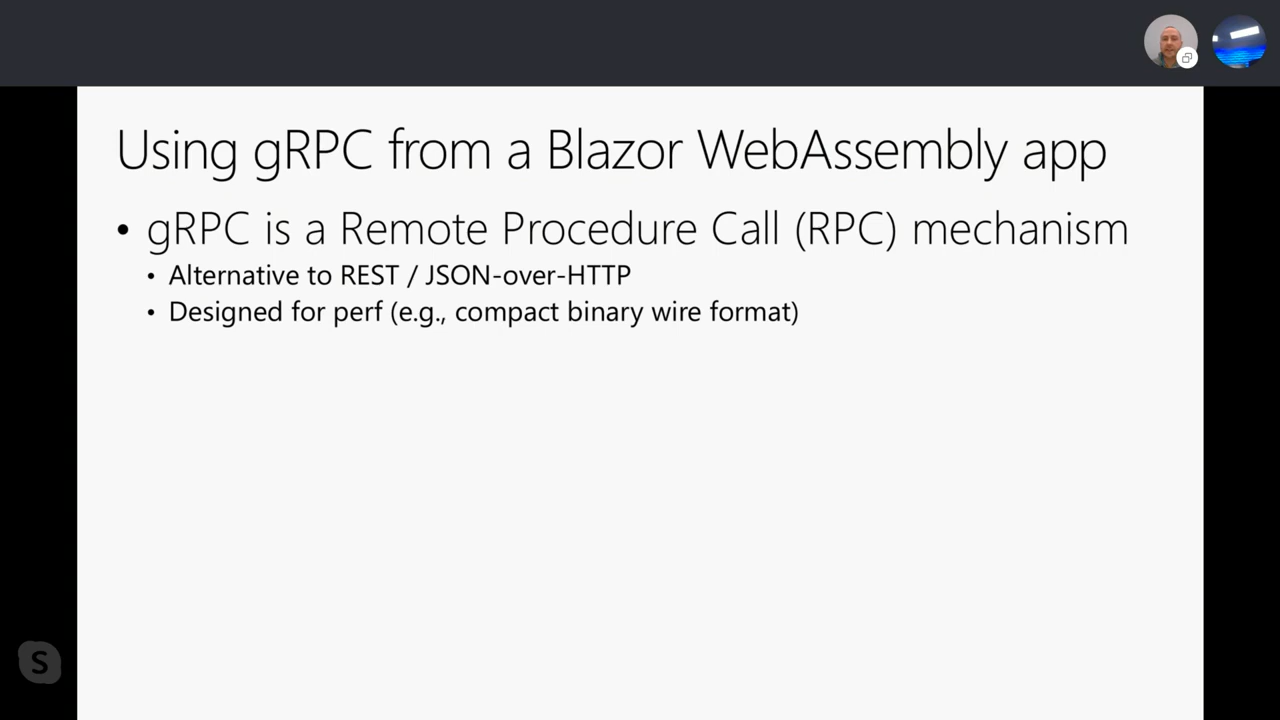 Using gRPC from a Blazor WebAssembly app
• gRPC is a Remote Procedure Call (RPC) mechanism
• Alternative to REST / JSON-over-HTTP
• Designed for perf (e.g., compact binary wire format)
S